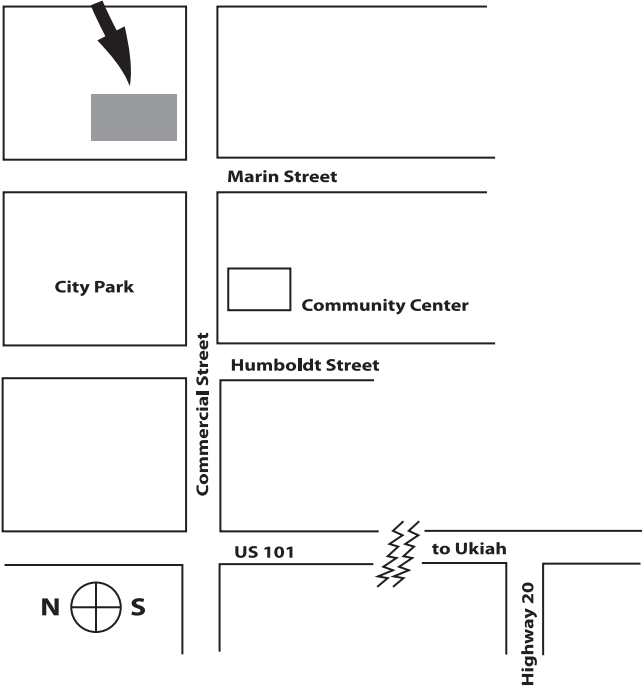 Marin Street
City Park
Community Center
Humboldt Street
Commercial Street
US 101
to Ukiah
N S
Highway 20